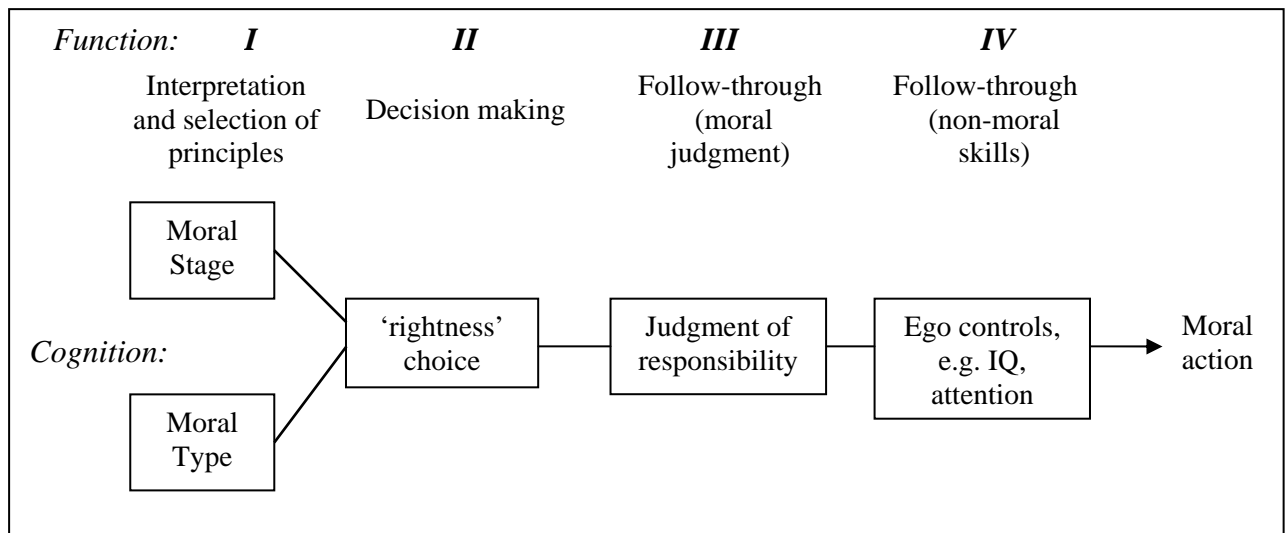 Function: I II III IV
Interpretation
and selection of
principles
Decision making
Follow-through
(moral
judgment)
Follow-through
(non-moral
skills)
Moral
Stage
Cognition:
Moral
Type
‘rightness’
choice
Judgment of
responsibility
Ego controls,
e.g. IQ,
attention
Moral
action